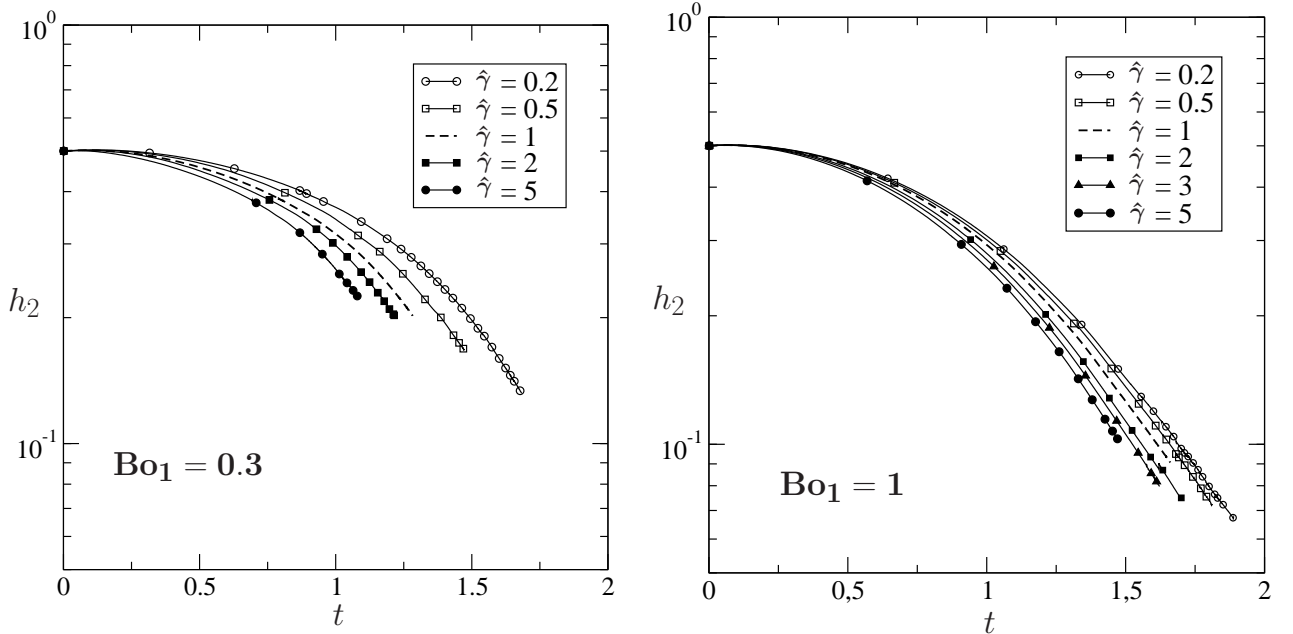 10^0
h_2
10^-1
γ̂ = 0.2
γ̂ = 0.5
γ̂ = 1
γ̂ = 2
γ̂ = 5
Bo_1 = 0.3
0 0.5 1 1.5 2
t
10^0
h_2
10^-1
γ̂ = 0.2
γ̂ = 0.5
γ̂ = 1
γ̂ = 2
γ̂ = 3
γ̂ = 5
Bo_1 = 1
0 0,5 1 1,5 2
t